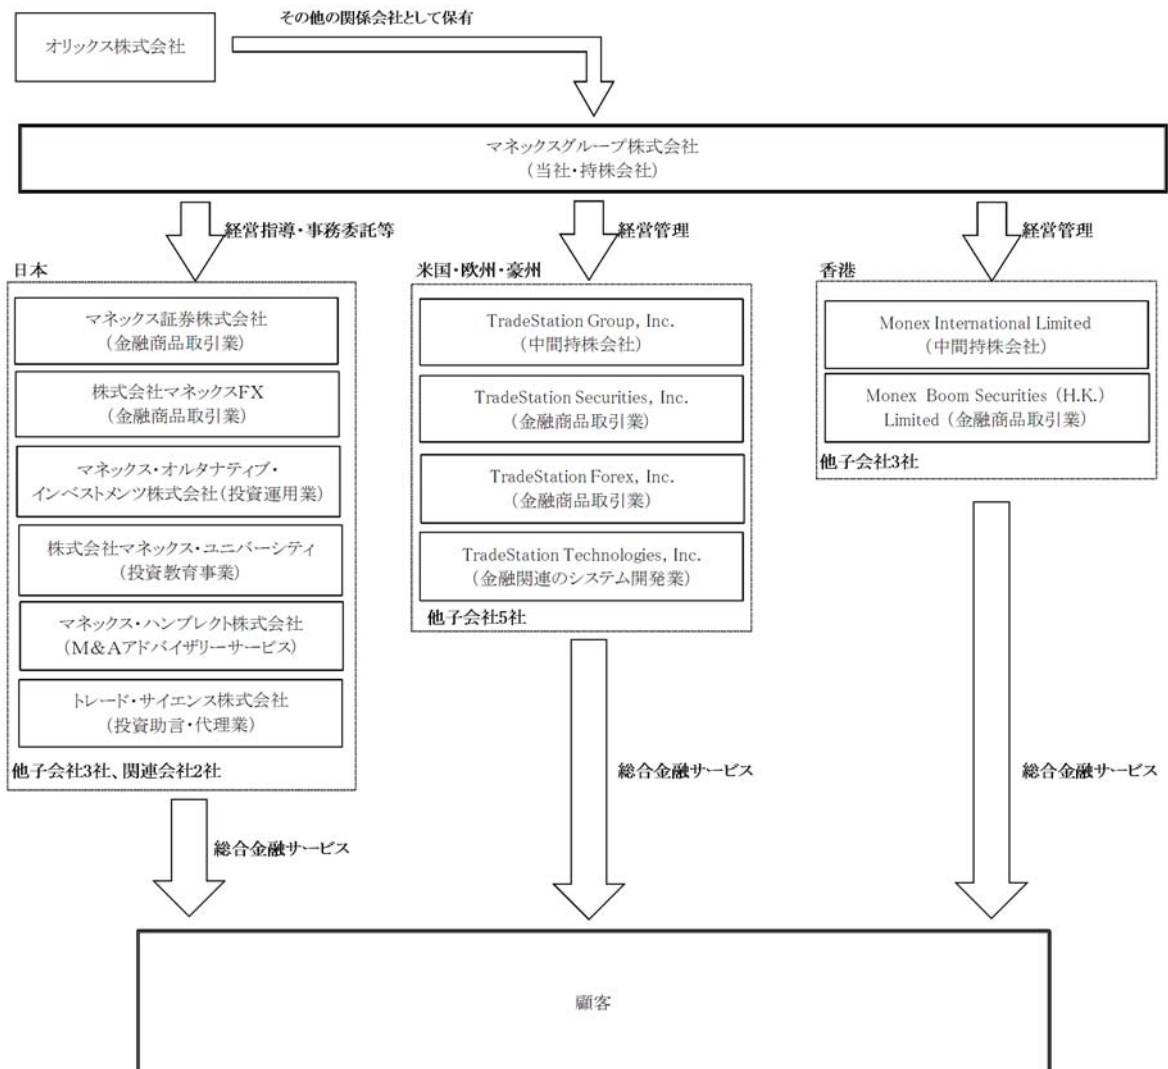 その他の関係会社として保有
オリックス株式会社
マネックスグループ株式会社
(当社・持株会社)
経営指導・事務委託等
経営管理
経営管理
日本
マネックス証券株式会社
(金融商品取引業)
株式会社マネックスFX
(金融商品取引業)
マネックス・オルタナティブ・
インベストメンツ株式会社(投資運用業)
株式会社マネックス・ユニバーシティ
(投資教育事業)
マネックス・ハンブレクト株式会社
(M&Aアドバイザリーサービス)
トレード・サイエンス株式会社
(投資助言・代理業)
他子会社3社、関連会社2社
米国・欧州・豪州
TradeStation Group, Inc.
(中間持株会社)
TradeStation Securities, Inc.
(金融商品取引業)
TradeStation Forex, Inc.
(金融商品取引業)
TradeStation Technologies, Inc.
(金融関連のシステム開発業)
他子会社5社
香港
Monex International Limited
(中間持株会社)
Monex Boom Securities (H.K.)
Limited (金融商品取引業)
他子会社3社
総合金融サービス
総合金融サービス
総合金融サービス
顧客